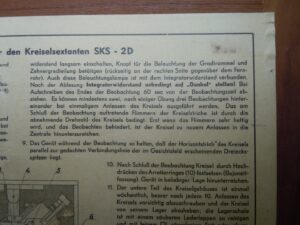 r den Kreiselsextanten SKS - 2D
widerstand langsam einschalten, Knopf für die Beleuchtung der Gradtrommel und
Zehnergradteilung betätigen (rückseitig an der rechten Seite gegenüber dem Fern-
rohr). Auch diese Beleuchtungslampe ist mit dem Integratorwiderstand verbunden.
Nach der Ablesung Integratorwiderstand unbedingt auf „Dunkel" stellen! Bei
Aufschreiben des Endes der Beobachtung 60 sec von der Beobachtungszeit ab-
ziehen. Es können mindestens zwei, nach einiger Übung drei Beobachtungen hinter-
einander bei einmaligem Anlassen des Kreisels ausgeführt werden. Das am
Schluß der Beobachtung auftretende Flimmern der Kreiselstriche ist durch die
abnehmende Drehzahl des Kreisels bedingt. Erst wenn das Flimmern sehr heftig
wird, und das Beobachten behindert, ist der Kreisel zu neuem Anlassen in die
Zentrale hinunterzureichen.
9. Das Gerät während der Beobachtung so halten, daß der Horizontstrich des Kreisels
parallel zur gedachten Verbindungslinie der im Gesichtsfeld erscheinenden Dreiecks-
spitzen liegt.
10. Nach Schluß der Beobachtung Kreisel durch Hoch-
drücken des Arretierringes (10) festsetzen (Bajonett-
fassung). Gerät in beliebiger Lage hinunterreichen.
11. Der untere Teil des Kreiselgehäuses ist einmal
wöchentlich, besser nach jedem 10. Anlassen des
Kreisels vorsichtig abzuschrauben und der Kreisel
von seinem Lager abzuheben; die Lagerschale
ist mit einem sauberen Lederlappen zu reinigen
8